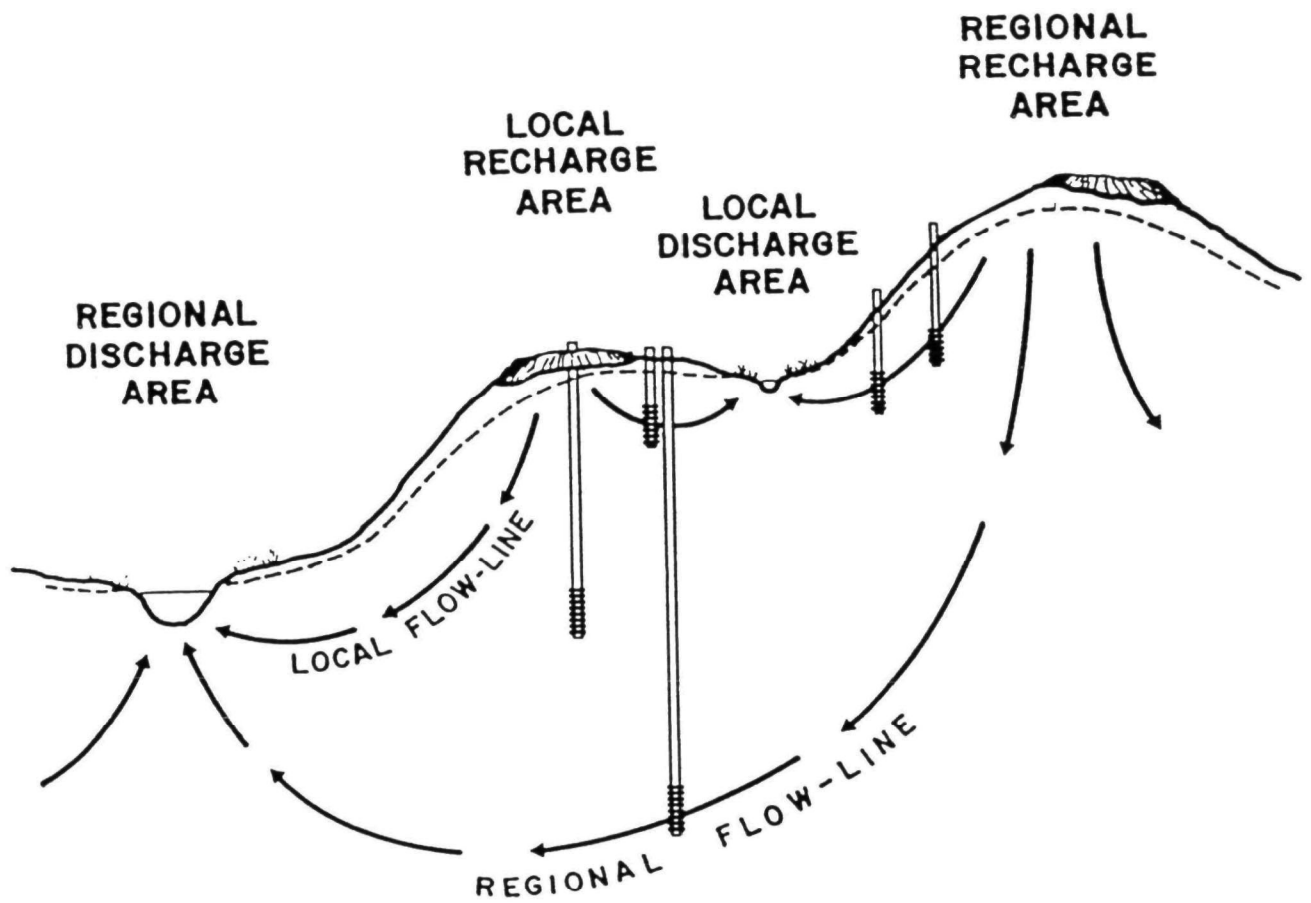 REGIONAL
RECHARGE
AREA
LOCAL
RECHARGE
AREA
LOCAL
DISCHARGE
AREA
REGIONAL
DISCHARGE
AREA
LOCAL FLOW-LINE
REGIONAL FLOW-LINE